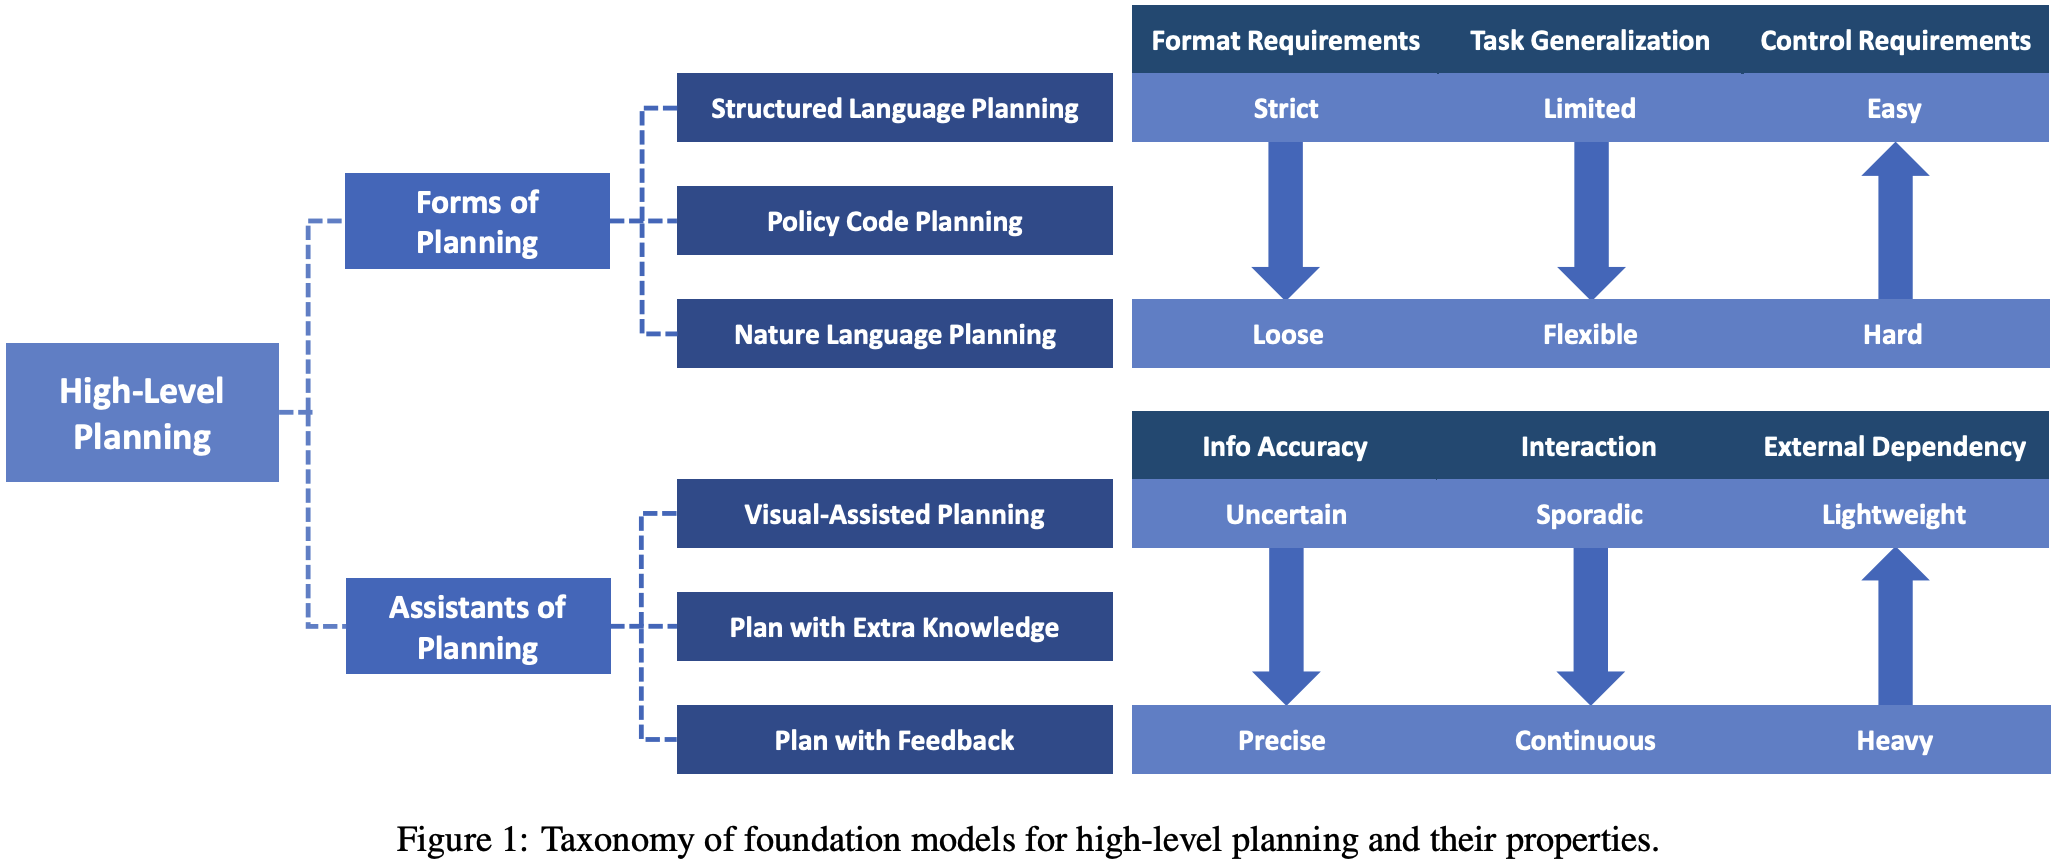 High-Level
Planning
Forms of
Planning
Assistants of
Planning
Structured Language Planning
Policy Code Planning
Nature Language Planning
Visual-Assisted Planning
Plan with Extra Knowledge
Plan with Feedback
Format Requirements Task Generalization Control Requirements
Strict Limited Easy
Loose Flexible Hard
Info Accuracy Interaction External Dependency
Uncertain Sporadic Lightweight
Precise Continuous Heavy
Figure 1: Taxonomy of foundation models for high-level planning and their properties.